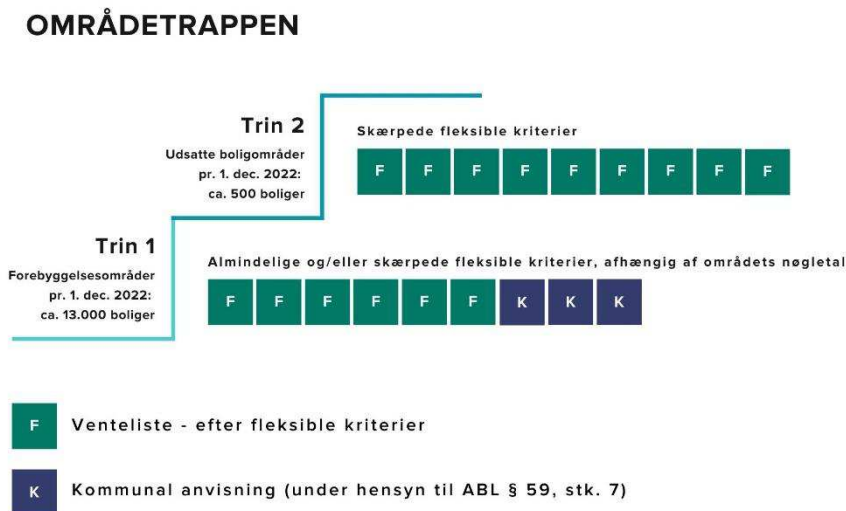 OMRÅDETRAPPEN
Trin 2
Udsatte boligområder
pr. 1. dec. 2022:
ca. 500 boliger
Skærpede fleksible kriterier
F F F F F F F F F
Trin 1
Forebyggelsesområder
pr. 1. dec. 2022:
ca. 13.000 boliger
Almindelige og/eller skærpede fleksible kriterier, afhængig af områdets nøgletal
F F F F F F K K K
F Venteliste - efter fleksible kriterier
K Kommunal anvisning (under hensyn til ABL § 59, stk. 7)